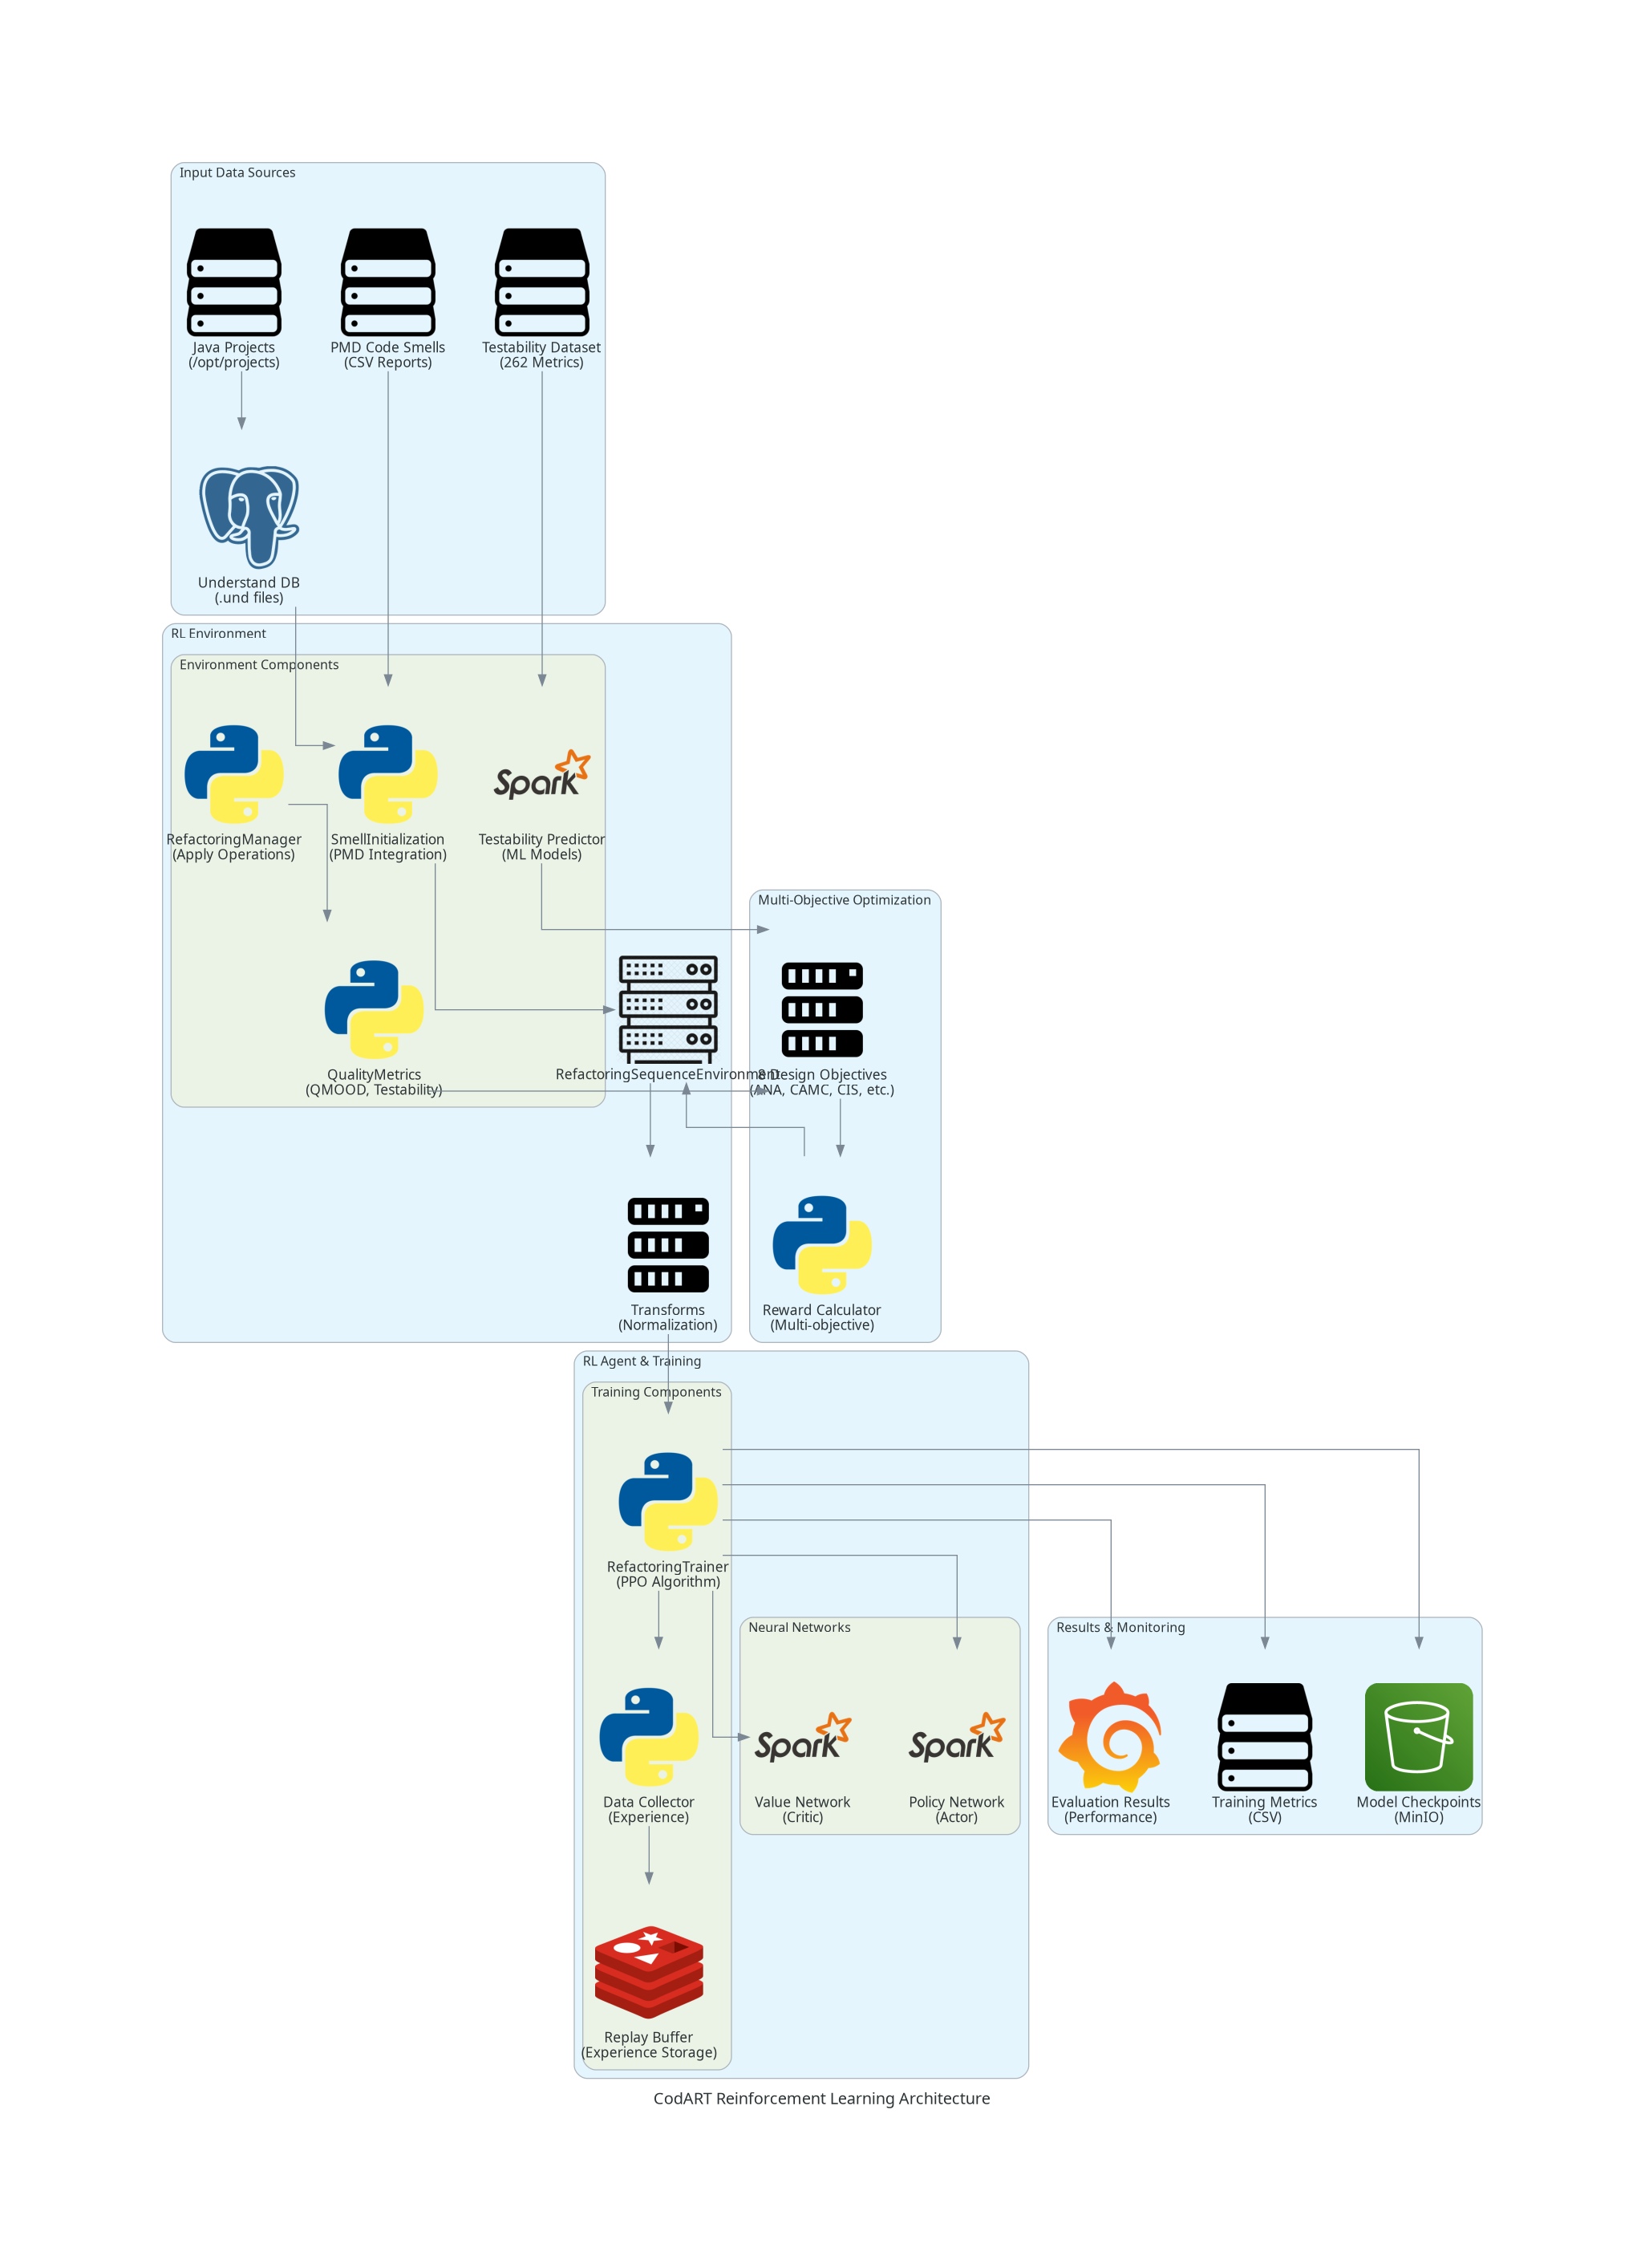 Input Data Sources
Java Projects
(/opt/projects)
PMD Code Smells
(CSV Reports)
Testability Dataset
(262 Metrics)
Understand DB
(.und files)
RL Environment
Environment Components
RefactoringManager
(Apply Operations)
SmellInitialization
(PMD Integration)
Spark
Testability Predictor
(ML Models)
Multi-Objective Optimization
QualityMetrics
(QMOOD, Testability)
RefactoringSequenceEnvironment
8 Design Objectives
(ANA, CAMC, CIS, etc.)
Transforms
(Normalization)
Reward Calculator
(Multi-objective)
RL Agent & Training
Training Components
RefactoringTrainer
(PPO Algorithm)
Neural Networks
Results & Monitoring
Data Collector
(Experience)
Spark
Value Network
(Critic)
Spark
Policy Network
(Actor)
Evaluation Results
(Performance)
Training Metrics
(CSV)
Model Checkpoints
(MinIO)
Replay Buffer
(Experience Storage)
CodART Reinforcement Learning Architecture